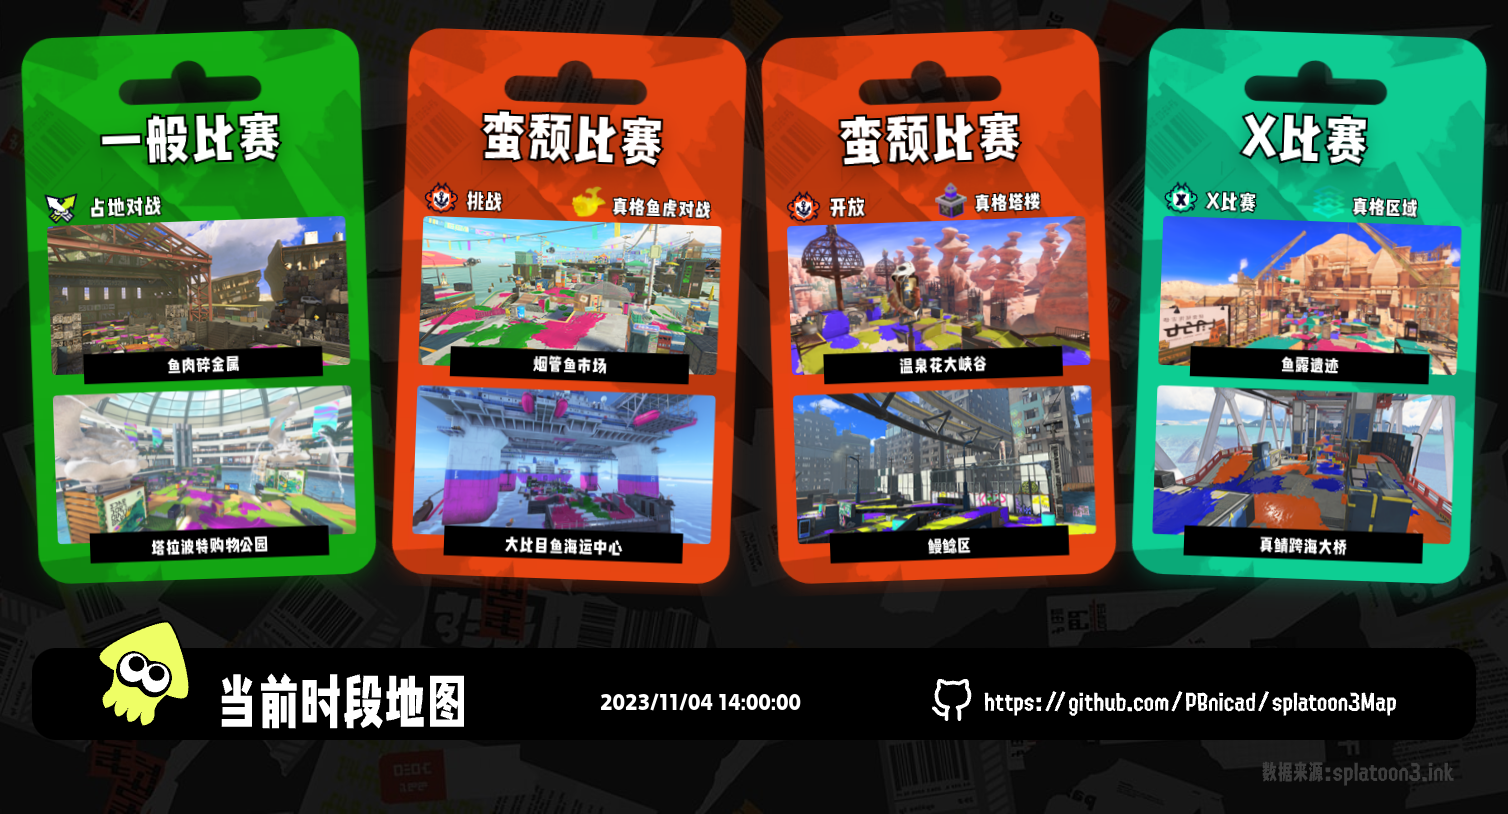 一般比赛
占地对战
鱼肉碎金属
塔拉波特购物公园
蛮颓比赛
挑战
真格鱼虎对战
烟管鱼市场
大比目鱼海运中心
蛮颓比赛
开放
真格塔楼
温泉花大峡谷
鳗鲶区
X比赛
X比赛
真格区域
鱼露遗迹
真鲭跨海大桥
当前时段地图
2023/11/04 14:00:00
https://github.com/PBnicad/splatoon3Map
数据来源:splatoon3.ink